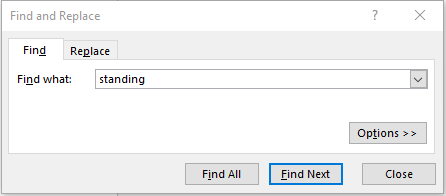 Find and Replace
?
Find Replace
Find what: standing
Options >>
Find All Find Next Close